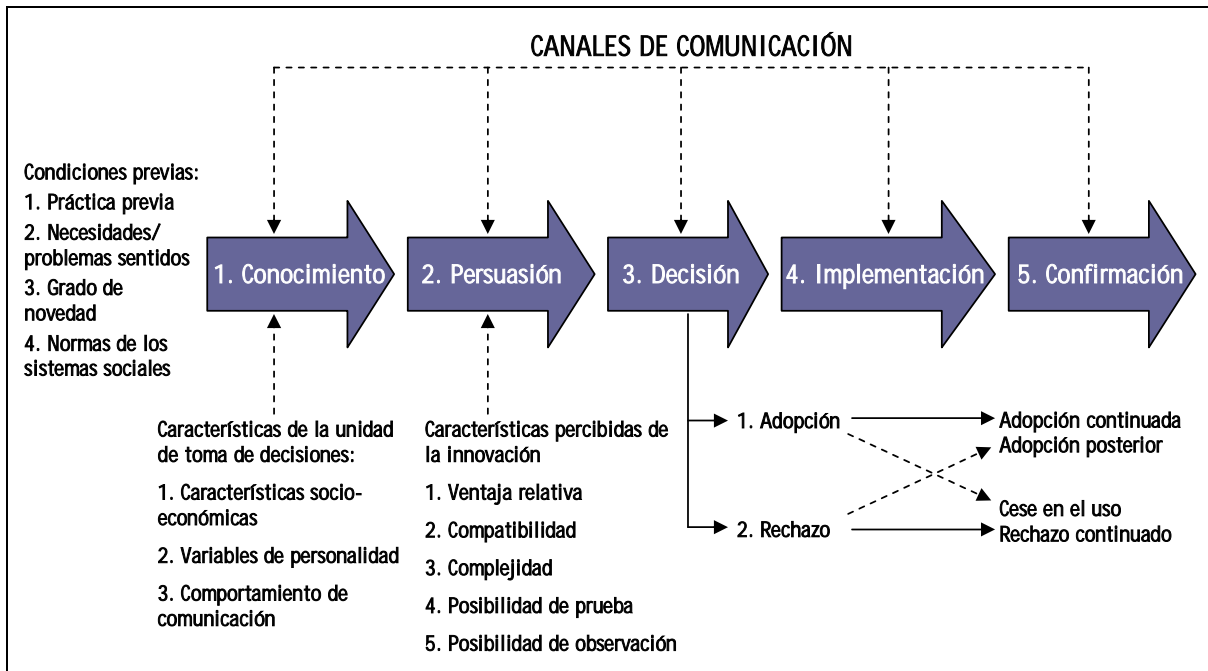 CANALES DE COMUNICACIÓN
Condiciones previas:
1. Práctica previa
2. Necesidades/
problemas sentidos
3. Grado de
novedad
4. Normas de los
sistemas sociales
1. Conocimiento
2. Persuasión
3. Decisión
4. Implementación
5. Confirmación
Características de la unidad
de toma de decisiones:
1. Características socio-
económicas
2. Variables de personalidad
3. Comportamiento de
comunicación
Características percibidas de
la innovación
1. Ventaja relativa
2. Compatibilidad
3. Complejidad
4. Posibilidad de prueba
5. Posibilidad de observación
1. Adopción
2. Rechazo
Adopción continuada
Adopción posterior
Cese en el uso
Rechazo continuado